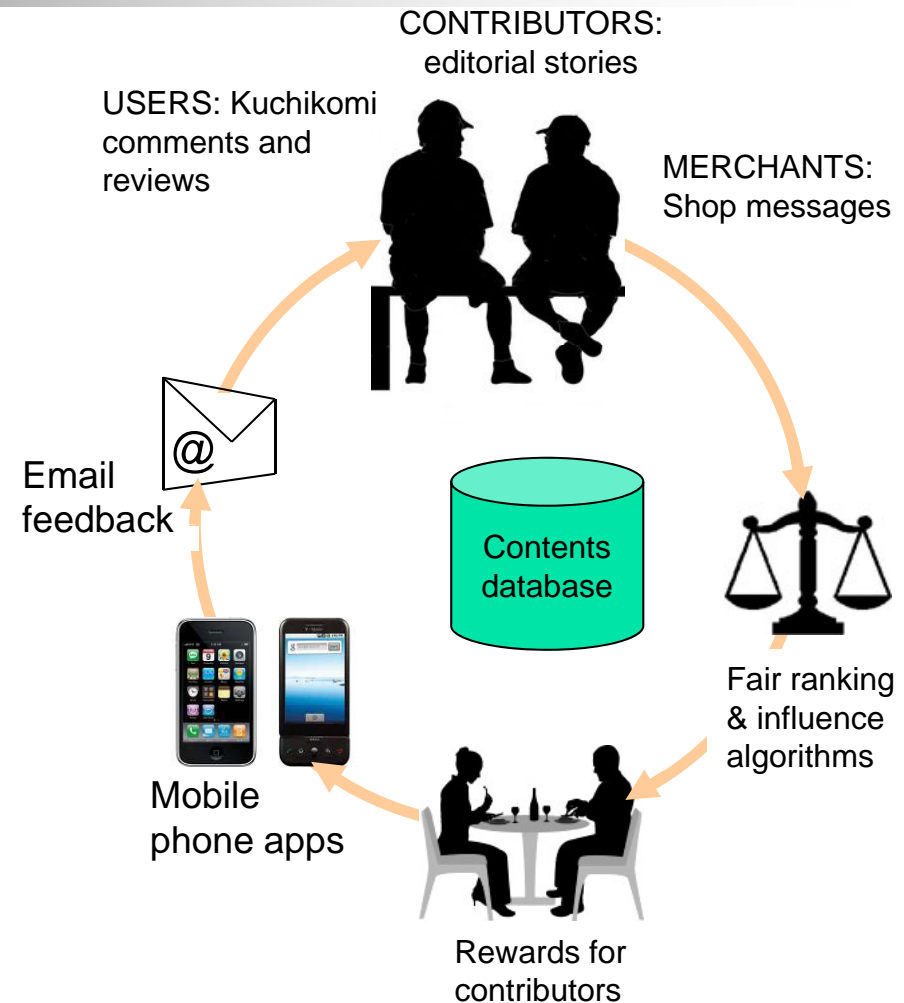 CONTRIBUTORS:
editorial stories
USERS: Kuchikomi
comments and
reviews
MERCHANTS:
Shop messages
@
Email
feedback
Contents
database
Fair ranking
& influence
algorithms
Mobile
phone apps
Rewards for
contributors